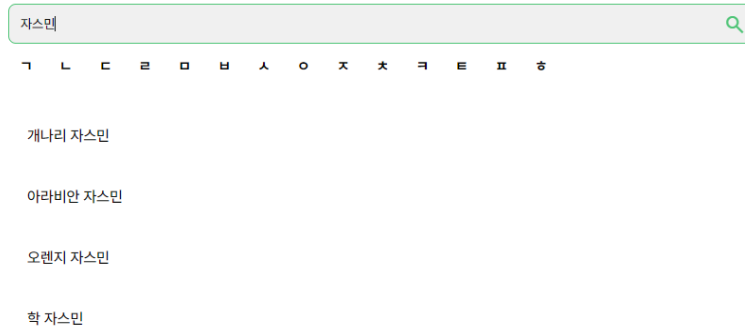 자스민
ㄱ ㄴ ㄷ ㄹ ㅁ ㅂ ㅅ ㅇ ㅈ ㅊ ㅋ ㅌ ㅍ ㅎ
개나리 자스민
아라비안 자스민
오렌지 자스민
학 자스민